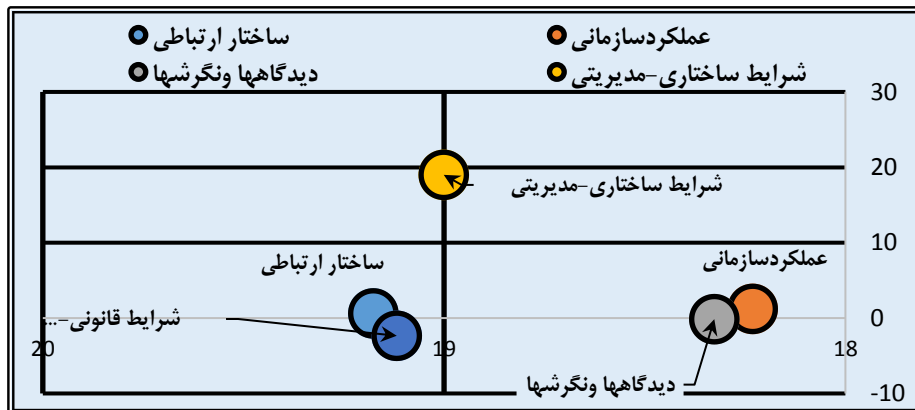 عملکردسازمانی
ساختار ارتباطی
شرایط ساختاری-مدیریتی
دیدگاهها ونگرشها
30
20
شرایط ساختاری-مدیریتی
10
ساختار ارتباطی
عملکردسازمانی
شرایط قانونی-...
0
18
19
20
دیدگاهها ونگرشها
-10